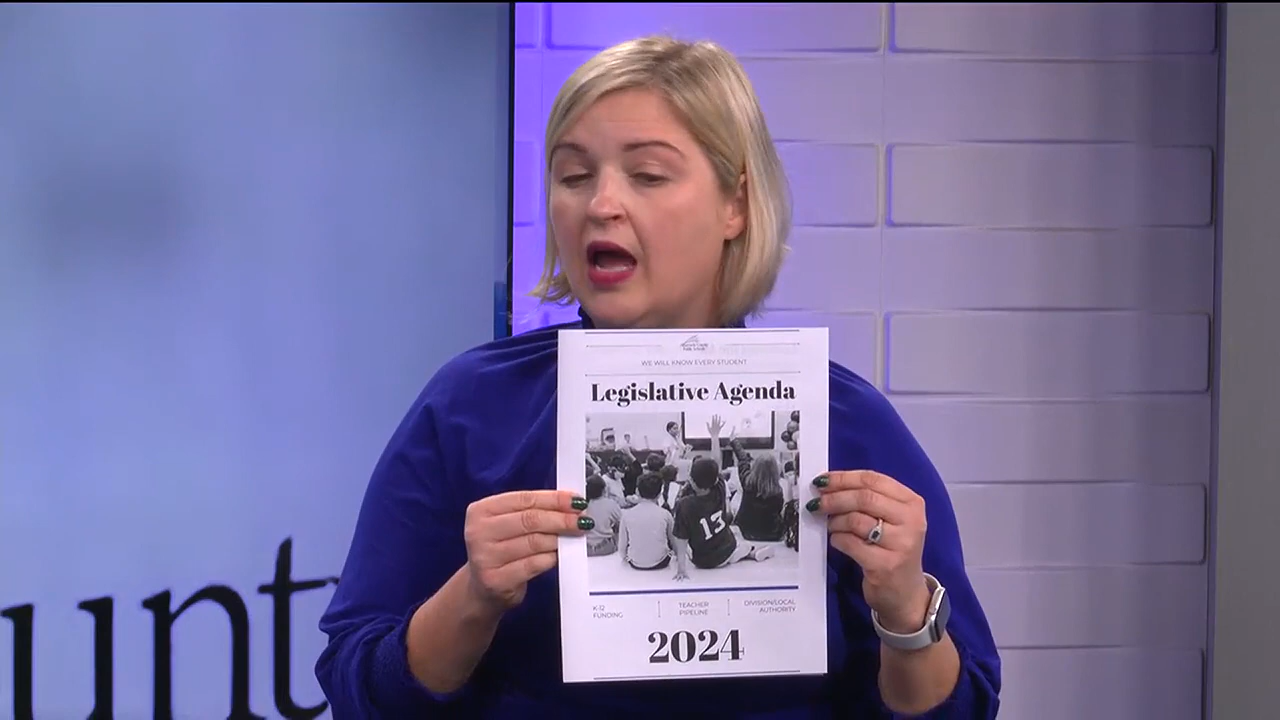 WE WILL KNOW EVERY STUDENT
Legislative Agenda
13
K-12
FUNDING
TEACHER
PIPELINE
DIVISION/LOCAL
AUTHORITY
2024
unt